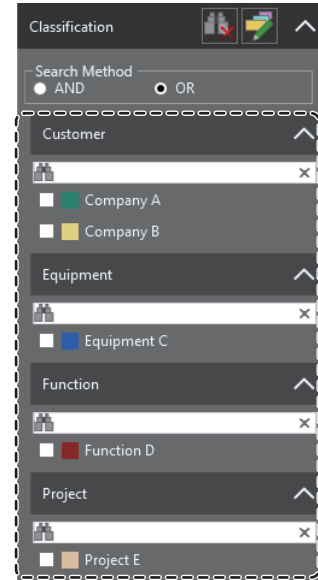 Classification
Search Method
AND OR
Customer
Company A
Company B
Equipment
Equipment C
Function
Function D
Project
Project E